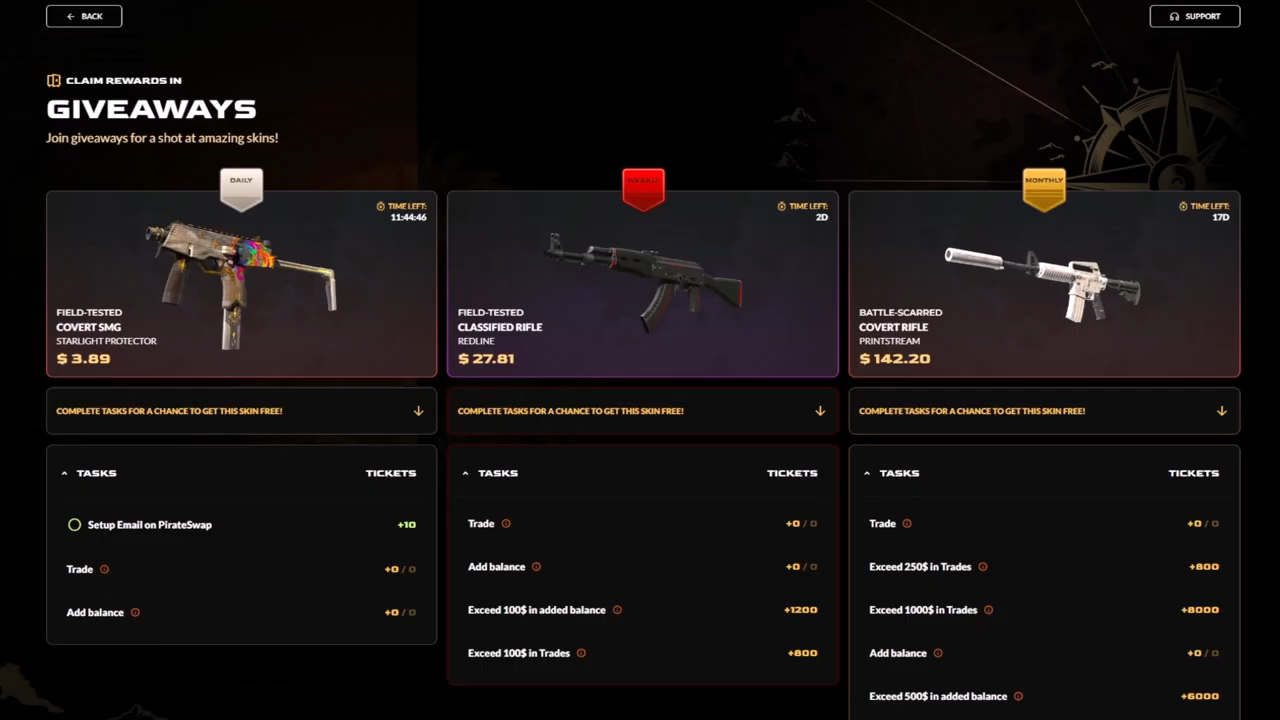 BACK
SUPPORT
CLAIM REWARDS IN
GIVEAWAYS
Join giveaways for a shot at amazing skins!
DAILY
TIME LEFT:
11:44:46
FIELD-TESTED
COVERT SMG
STARLIGHT PROTECTOR
$ 3.89
WEEKLY
TIME LEFT:
2D
FIELD-TESTED
CLASSIFIED RIFLE
REDLINE
$ 27.81
MONTHLY
TIME LEFT:
17D
BATTLE-SCARRED
COVERT RIFLE
PRINTSTREAM
$ 142.20
COMPLETE TASKS FOR A CHANCE TO GET THIS SKIN FREE!
COMPLETE TASKS FOR A CHANCE TO GET THIS SKIN FREE!
COMPLETE TASKS FOR A CHANCE TO GET THIS SKIN FREE!
TASKS TICKETS
Setup Email on PirateSwap +10
Trade +0 / 0
Add balance +0 / 0
TASKS TICKETS
Trade +0 / 0
Add balance +0 / 0
Exceed 100$ in added balance +1200
Exceed 100$ in Trades +800
TASKS TICKETS
Trade +0 / 0
Exceed 250$ in Trades +800
Exceed 1000$ in Trades +8000
Add balance +0 / 0
Exceed 500$ in added balance +6000